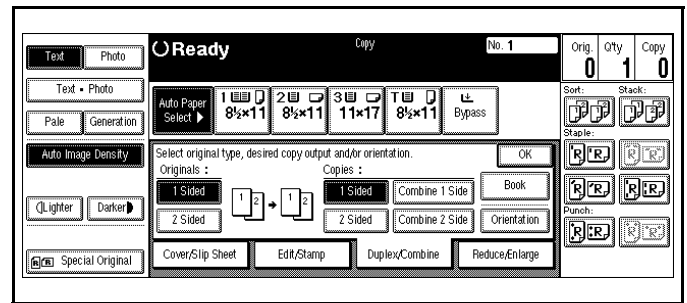 Text Photo
Text • Photo
Pale Generation
Auto Image Density
Lighter Darker
Special Original
Ready
Copy
No. 1
Auto Paper Select ▶
1 8½×11
2 8½×11
3 11×17
T 8½×11
Bypass
Select original type, desired copy output and/or orientation.
OK
Originals :
Copies :
1 Sided
1 2 → 1 2
1 Sided Combine 1 Side
Book
2 Sided
2 Sided Combine 2 Side
Orientation
Cover/Slip Sheet Edit/Stamp Duplex/Combine Reduce/Enlarge
Orig. Q'ty Copy
0 1 0
Sort: Stack:
Staple:
Punch: